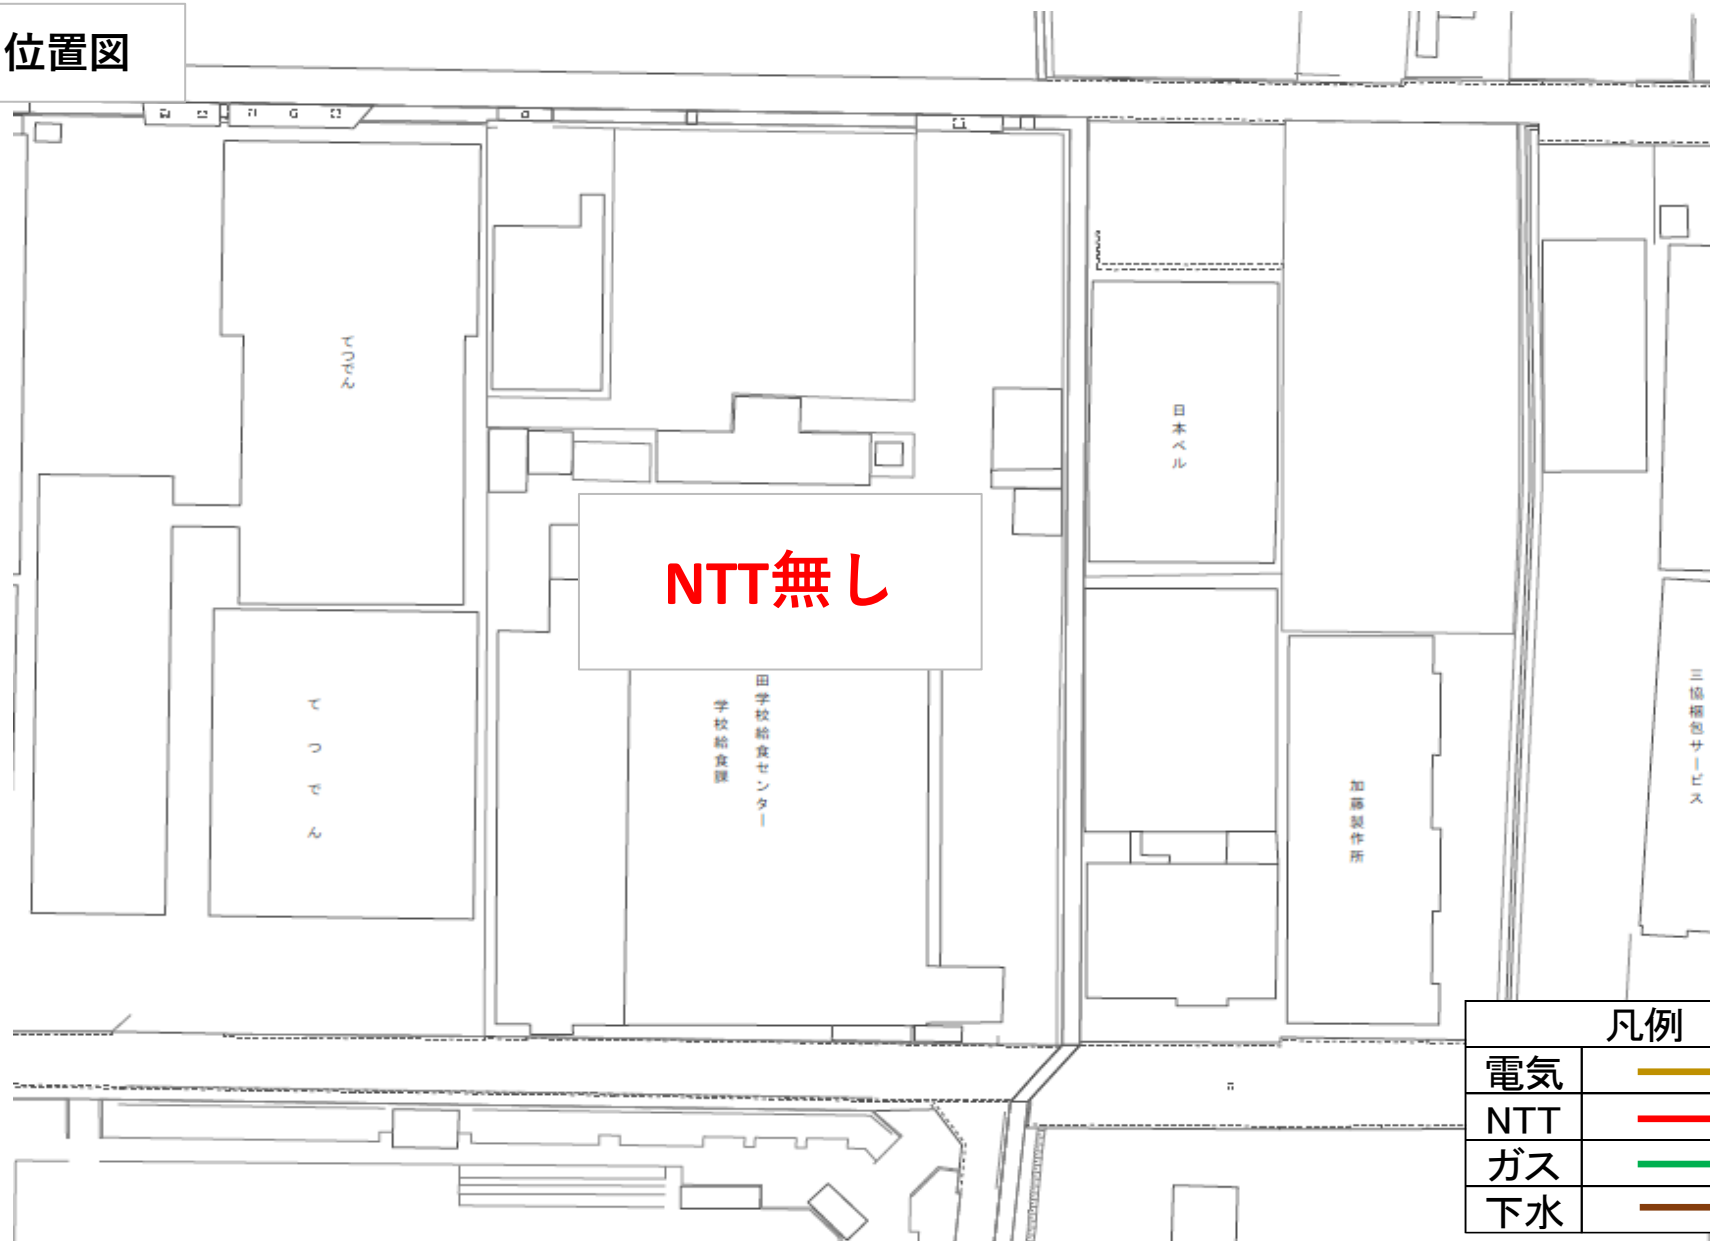 位置図
てつでん
日本ベル
NTT無し
田学校給食センター
学校給食課
てつでん
加藤製作所
三協梱包サービス
凡例
電気
NTT
ガス
下水